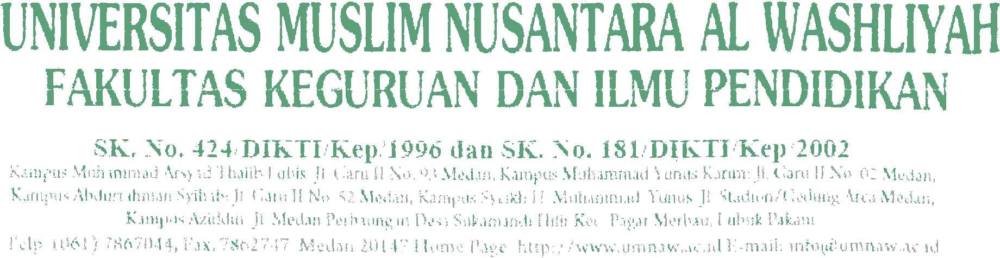 UNIVERSITAS MUSLIM NUSANTARA AL WASHLIYAH
FAKULTAS KEGURUAN DAN ILMU PENDIDIKAN
SK. No. 424/DIKTI/Kep/1996 dan SK. No. 181/DIKTI/Kep/2002
Kampus Muhammad Arsyad Thalib Lubis Jl Garu II No. 93 Medan, Kampus Muhammad Yunus Karim Jl. Garu II No 02 Medan,
Kampus Abdurrahman Syihab Jl Garu II No 52 Medan, Kampus Syeikh H Muhammad Yunus Jl Stadion/Gedung Arca Medan,
Kampus Aziddin Jl Medan Perbaungan Desa Sukamandi Hilir Kec Pagar Merbau, Lubuk Pakam
Telp (061) 7867044, Fax. 7862747 Medan 20147 Home Page http://www.umnaw.ac.id E-mail: info@umnaw.ac.id